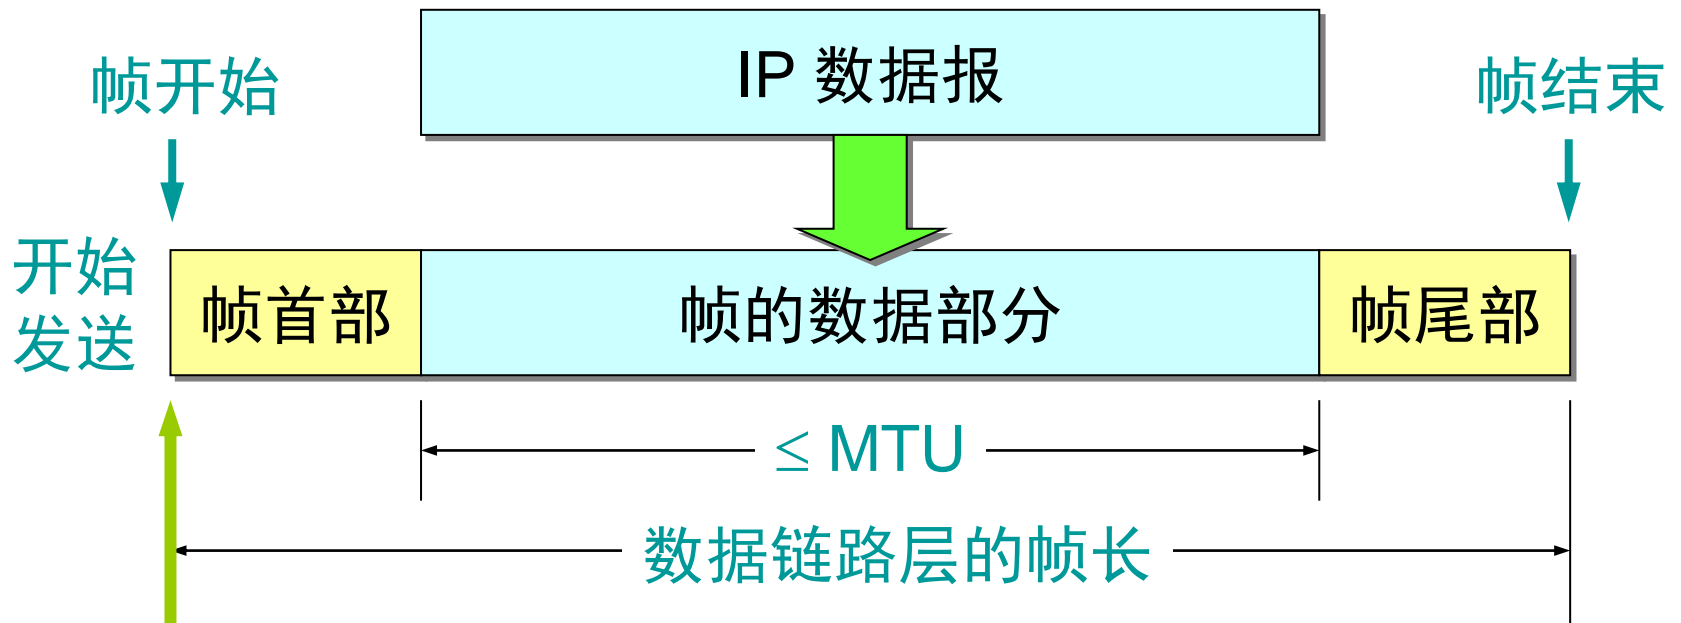 IP 数据报
帧开始
帧结束
开始
发送
帧首部
帧的数据部分
帧尾部
≤ MTU
数据链路层的帧长